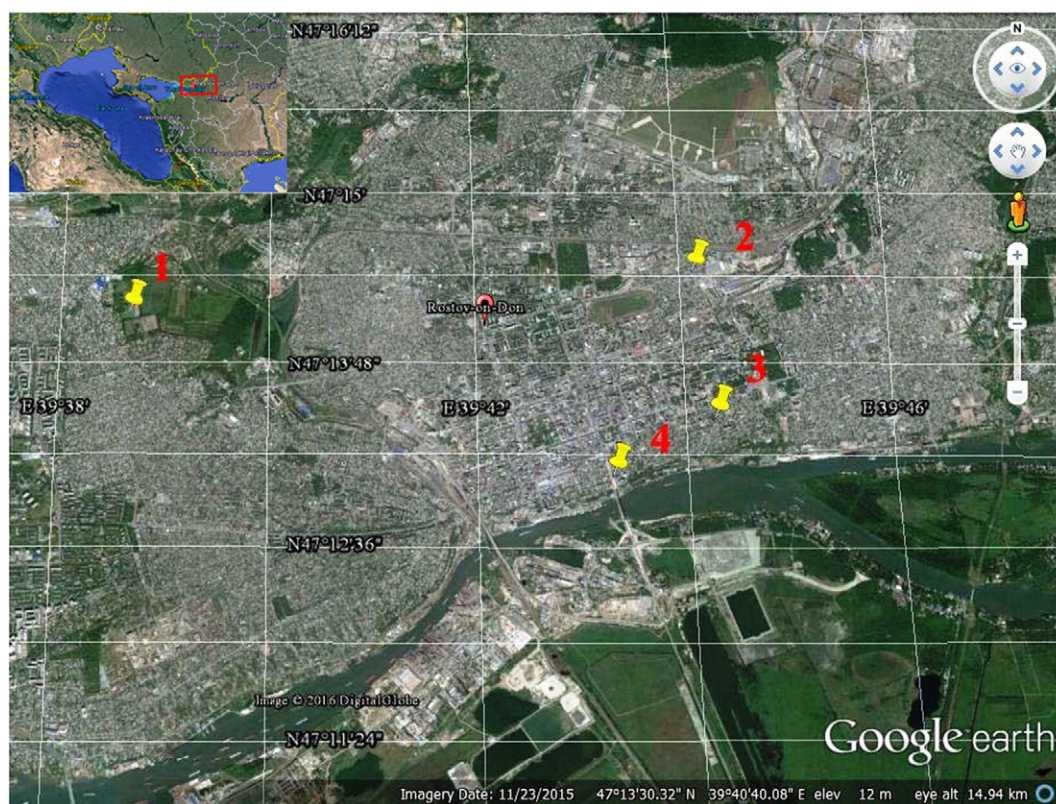 N47°16'12"
N
N47°15'
1
2
Rostov-on-Don
N47°13'48"
3
E 39°38'
E 39°42'
E 39°46'
4
N47°12'36"
Image © 2016 DigitalGlobe
N47°11'24"
Google earth
Imagery Date: 11/23/2015 47°13'30.32" N 39°40'40.08" E elev 12 m eye alt 14.94 km